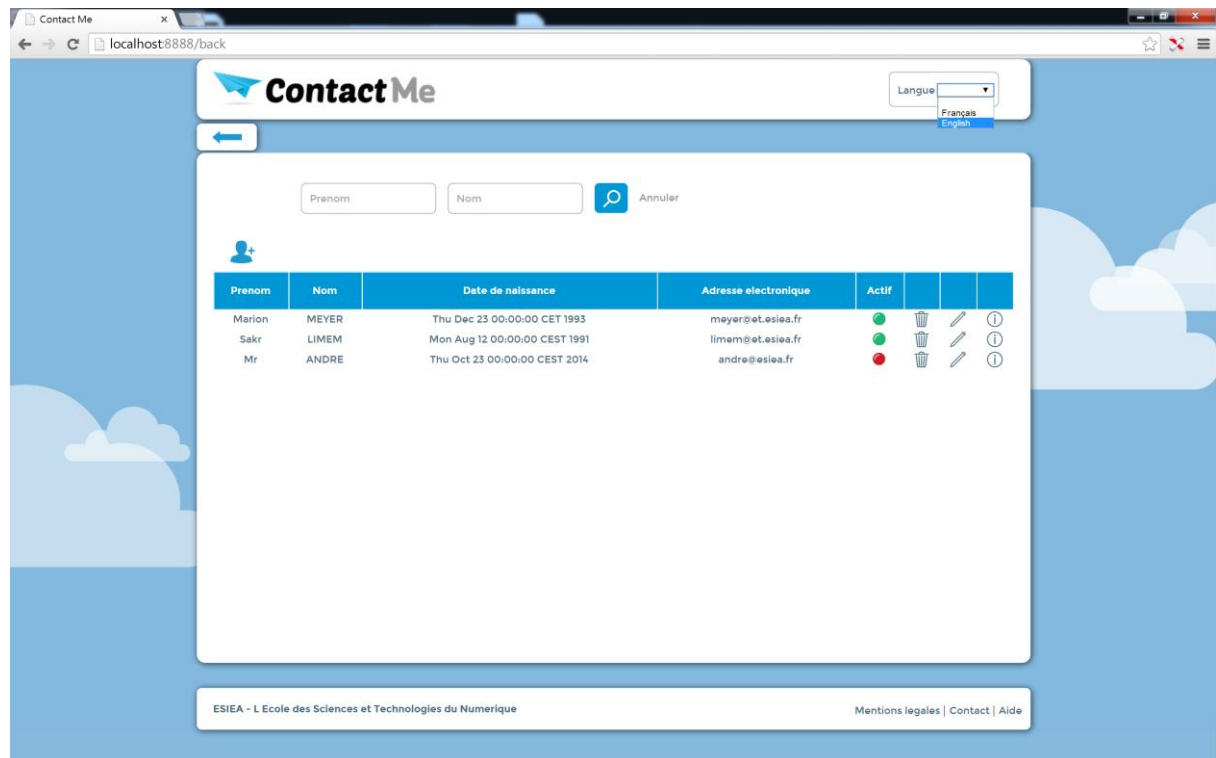 Contact Me
localhost:8888/back
Contact Me
Langue
Français
English
Prenom Nom Annuler
Prenom Nom Date de naissance Adresse electronique Actif
Marion MEYER Thu Dec 23 00:00:00 CET 1993 meyer@et.esiea.fr
Sakr LIMEM Mon Aug 12 00:00:00 CEST 1991 limem@et.esiea.fr
Mr ANDRE Thu Oct 23 00:00:00 CEST 2014 andre@esiea.fr
ESIEA - L Ecole des Sciences et Technologies du Numerique Mentions legales | Contact | Aide